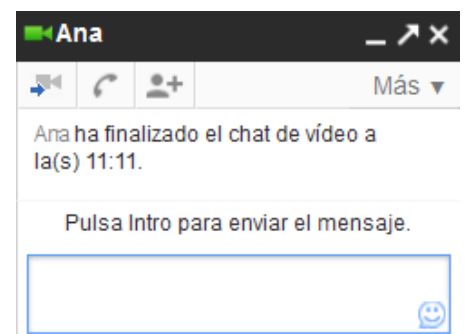 Ana
Más
Ana ha finalizado el chat de vídeo a
la(s) 11:11.
Pulsa Intro para enviar el mensaje.